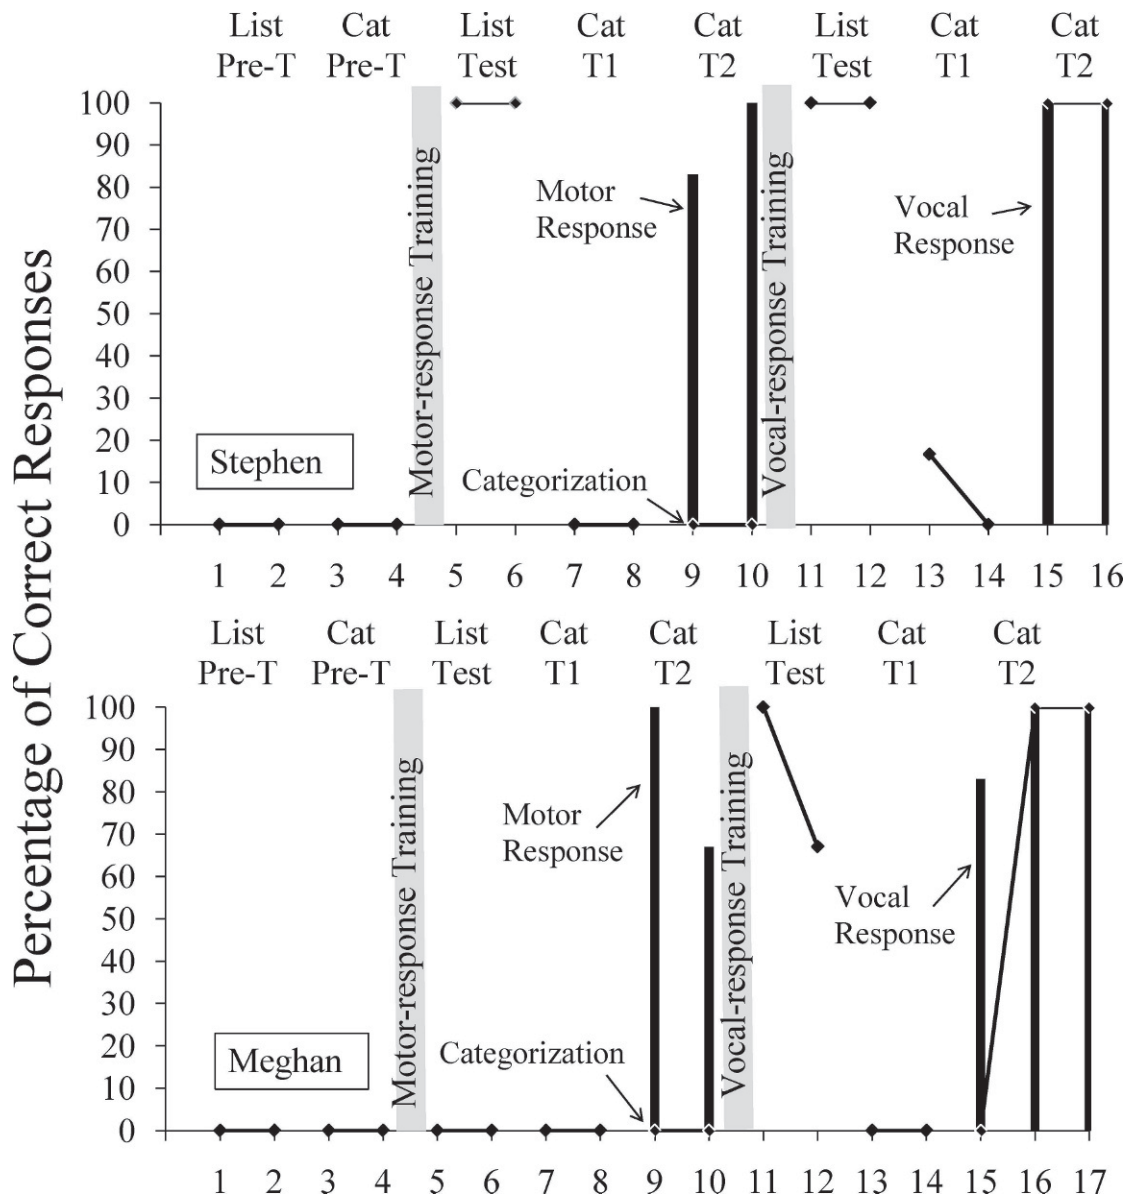 Percentage of Correct Responses
List Cat List Cat Cat List Cat Cat
Pre-T Pre-T Test T1 T2 Test T1 T2
100
90
80
70
60
50
40
30
20
10
0
Motor-response Training
Vocal-response Training
Motor
Response
Vocal
Response
Categorization
Stephen
1 2 3 4 5 6 7 8 9 10 11 12 13 14 15 16
List Cat List Cat Cat List Cat Cat
Pre-T Pre-T Test T1 T2 Test T1 T2
100
90
80
70
60
50
40
30
20
10
0
Motor-response Training
Vocal-response Training
Motor
Response
Vocal
Response
Categorization
Meghan
1 2 3 4 5 6 7 8 9 10 11 12 13 14 15 16 17